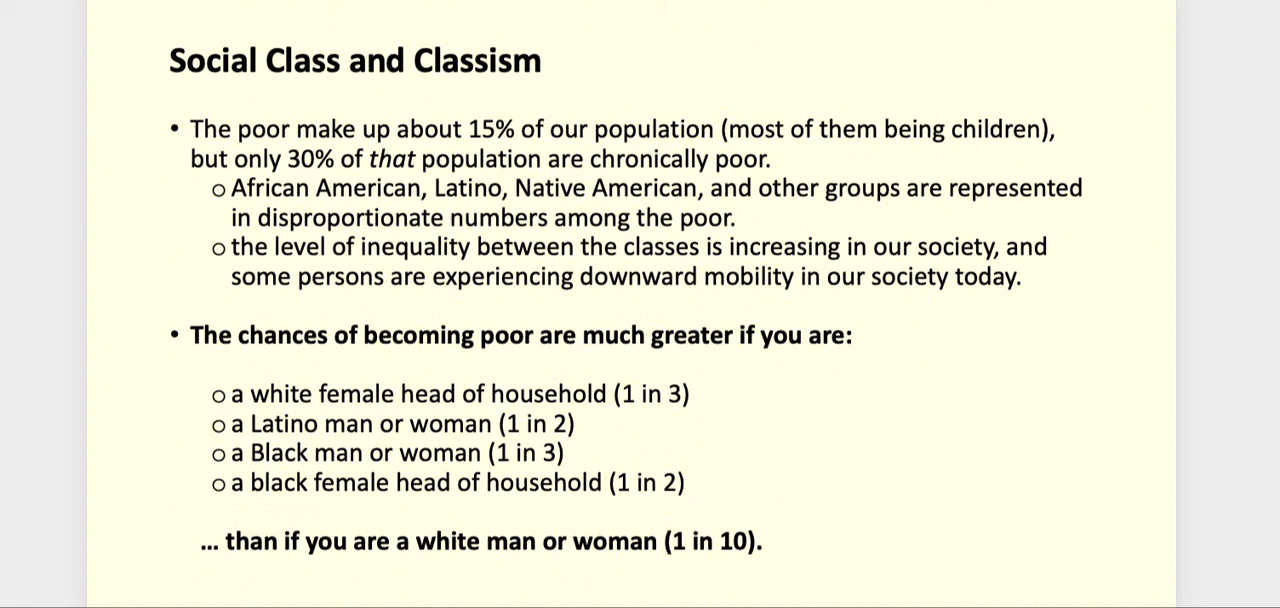 Social Class and Classism
• The poor make up about 15% of our population (most of them being children),
but only 30% of that population are chronically poor.
o African American, Latino, Native American, and other groups are represented
in disproportionate numbers among the poor.
o the level of inequality between the classes is increasing in our society, and
some persons are experiencing downward mobility in our society today.
• The chances of becoming poor are much greater if you are:
o a white female head of household (1 in 3)
o a Latino man or woman (1 in 2)
o a Black man or woman (1 in 3)
o a black female head of household (1 in 2)
... than if you are a white man or woman (1 in 10).